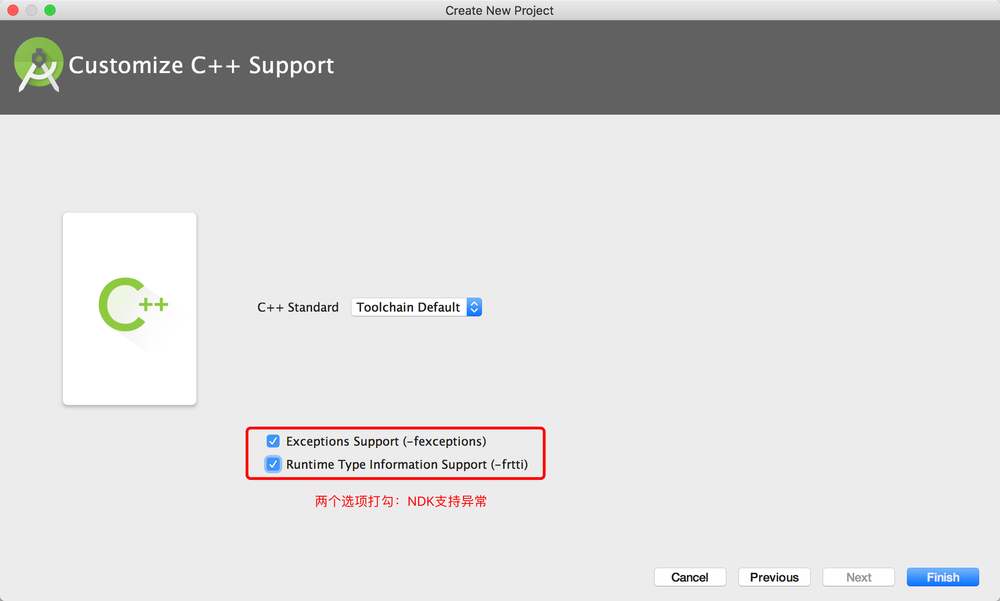 Create New Project
Customize C++ Support
C++
C++ Standard Toolchain Default
Exceptions Support (-fexceptions)
Runtime Type Information Support (-frtti)
两个选项打勾：NDK支持异常
Cancel Previous Next Finish